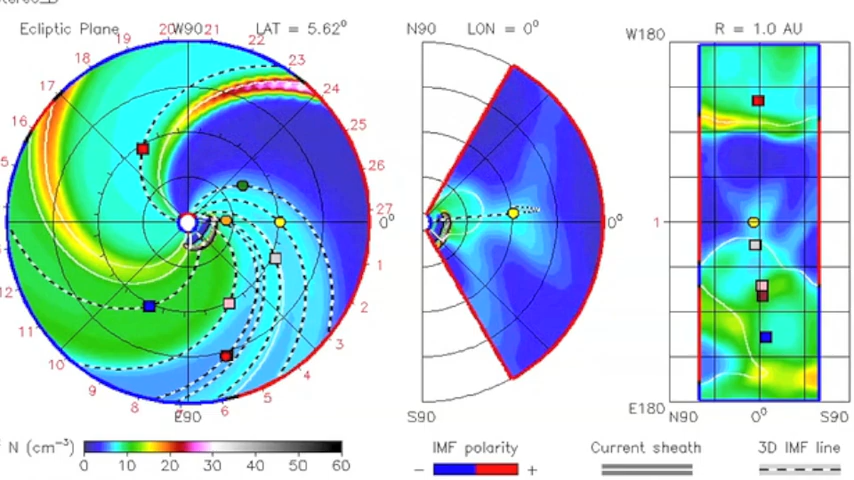 Ecliptic Plane
W90
LAT = 5.62°
N90
LON = 0°
R = 1.0 AU
W180
16
17
18
19
20
21
22
23
24
25
26
27
0°
1
2
3
4
5
6
8
9
10
11
12
5
E90
0°
S90
1
E180
N90
0°
S90
N (cm⁻³)
0 10 20 30 40 50 60
IMF polarity
− +
Current sheath
3D IMF line